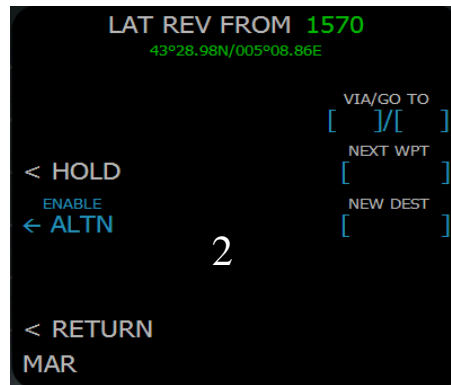 LAT REV FROM 1570
43°28.98N/005°08.86E
VIA/GO TO
[ ]/[ ]
NEXT WPT
< HOLD [ ]
ENABLE NEW DEST
← ALTN [ ]
2
< RETURN
MAR